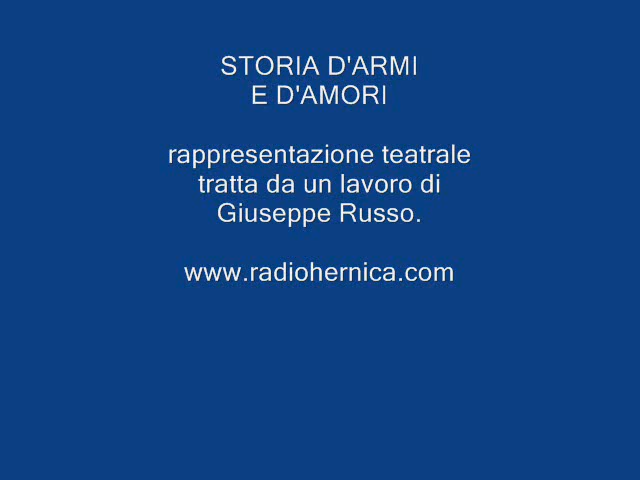 STORIA D'ARMI
E D'AMORI
rappresentazione teatrale
tratta da un lavoro di
Giuseppe Russo.
www.radiohernica.com